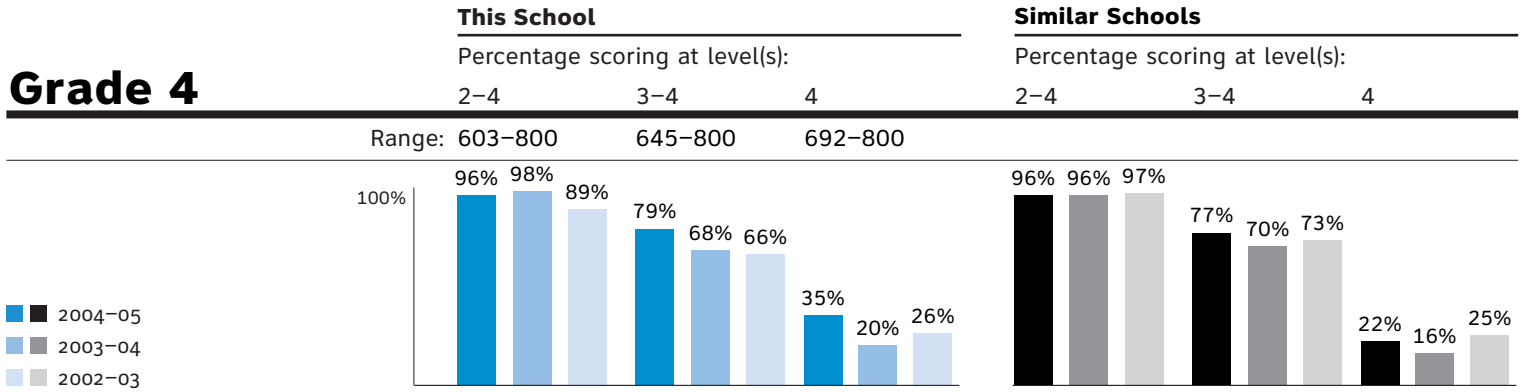 This School Similar Schools
Percentage scoring at level(s): Percentage scoring at level(s):
Grade 4 2–4 3–4 4 2–4 3–4 4
Range: 603–800 645–800 692–800
100% 96% 98% 89% 79% 68% 66% 35% 20% 26% 96% 96% 97% 77% 70% 73% 22% 16% 25%
2004–05
2003–04
2002–03